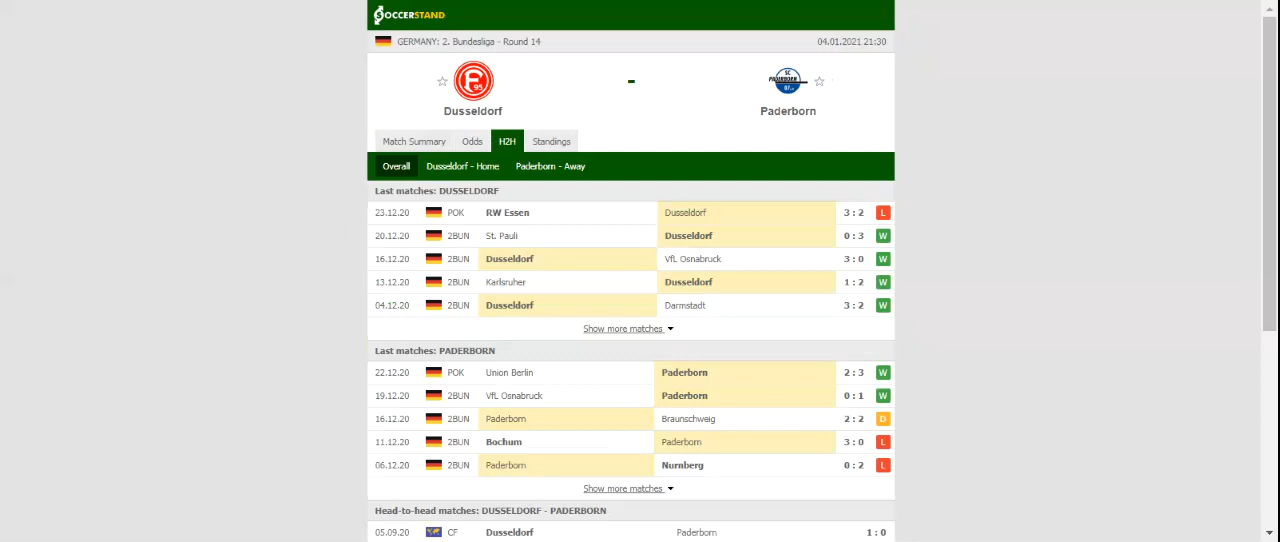 SOCCERSTAND
GERMANY: 2. Bundesliga - Round 14 04.01.2021 21:30
F 95 - SC PADERBORN 07
Dusseldorf Paderborn
Match Summary Odds H2H Standings
Overall Dusseldorf - Home Paderborn - Away
Last matches: DUSSELDORF
23.12.20 POK RW Essen Dusseldorf 3 : 2 L
20.12.20 2BUN St. Pauli Dusseldorf 0 : 3 W
16.12.20 2BUN Dusseldorf VfL Osnabruck 3 : 0 W
13.12.20 2BUN Karlsruher Dusseldorf 1 : 2 W
04.12.20 2BUN Dusseldorf Darmstadt 3 : 2 W
Show more matches
Last matches: PADERBORN
22.12.20 POK Union Berlin Paderborn 2 : 3 W
19.12.20 2BUN VfL Osnabruck Paderborn 0 : 1 W
16.12.20 2BUN Paderborn Braunschweig 2 : 2 D
11.12.20 2BUN Bochum Paderborn 3 : 0 L
06.12.20 2BUN Paderborn Nurnberg 0 : 2 L
Show more matches
Head-to-head matches: DUSSELDORF - PADERBORN
05.09.20 CF Dusseldorf Paderborn 1 : 0